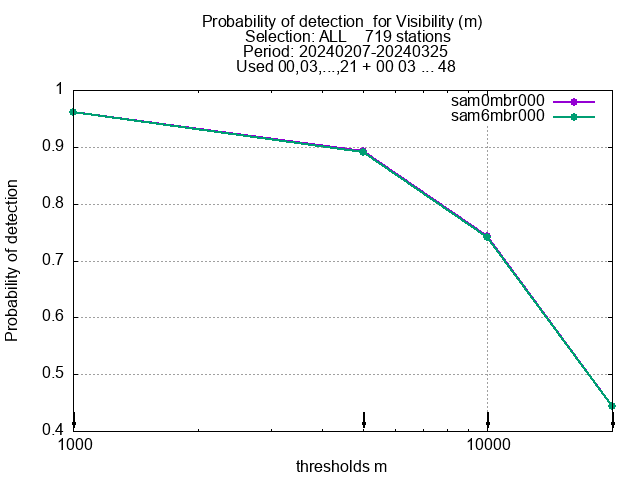 Probability of detection  for Visibility (m)
Selection: ALL    719 stations
Period: 20240207-20240325
Used 00,03,...,21 + 00 03 ... 48
sam0mbr000
sam6mbr000
1
0.9
0.8
0.7
0.6
0.5
0.4
Probability of detection
1000
10000
thresholds m